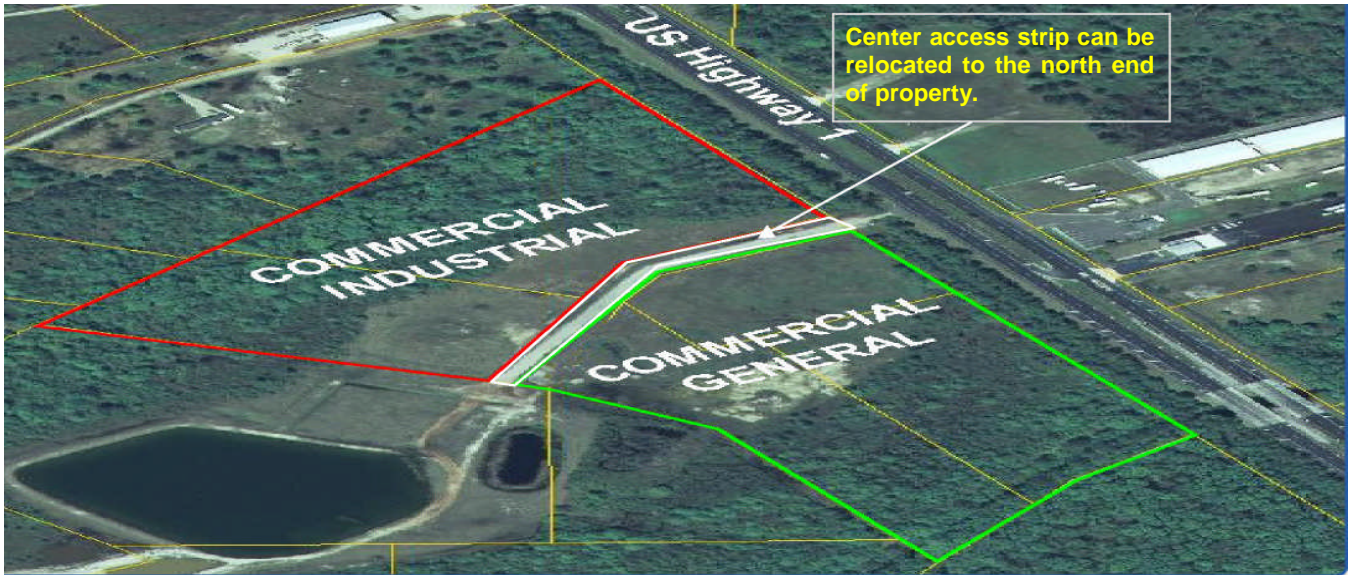 US Highway 1
Center access strip can be
relocated to the north end
of property.
COMMERCIAL
INDUSTRIAL
COMMERCIAL
GENERAL